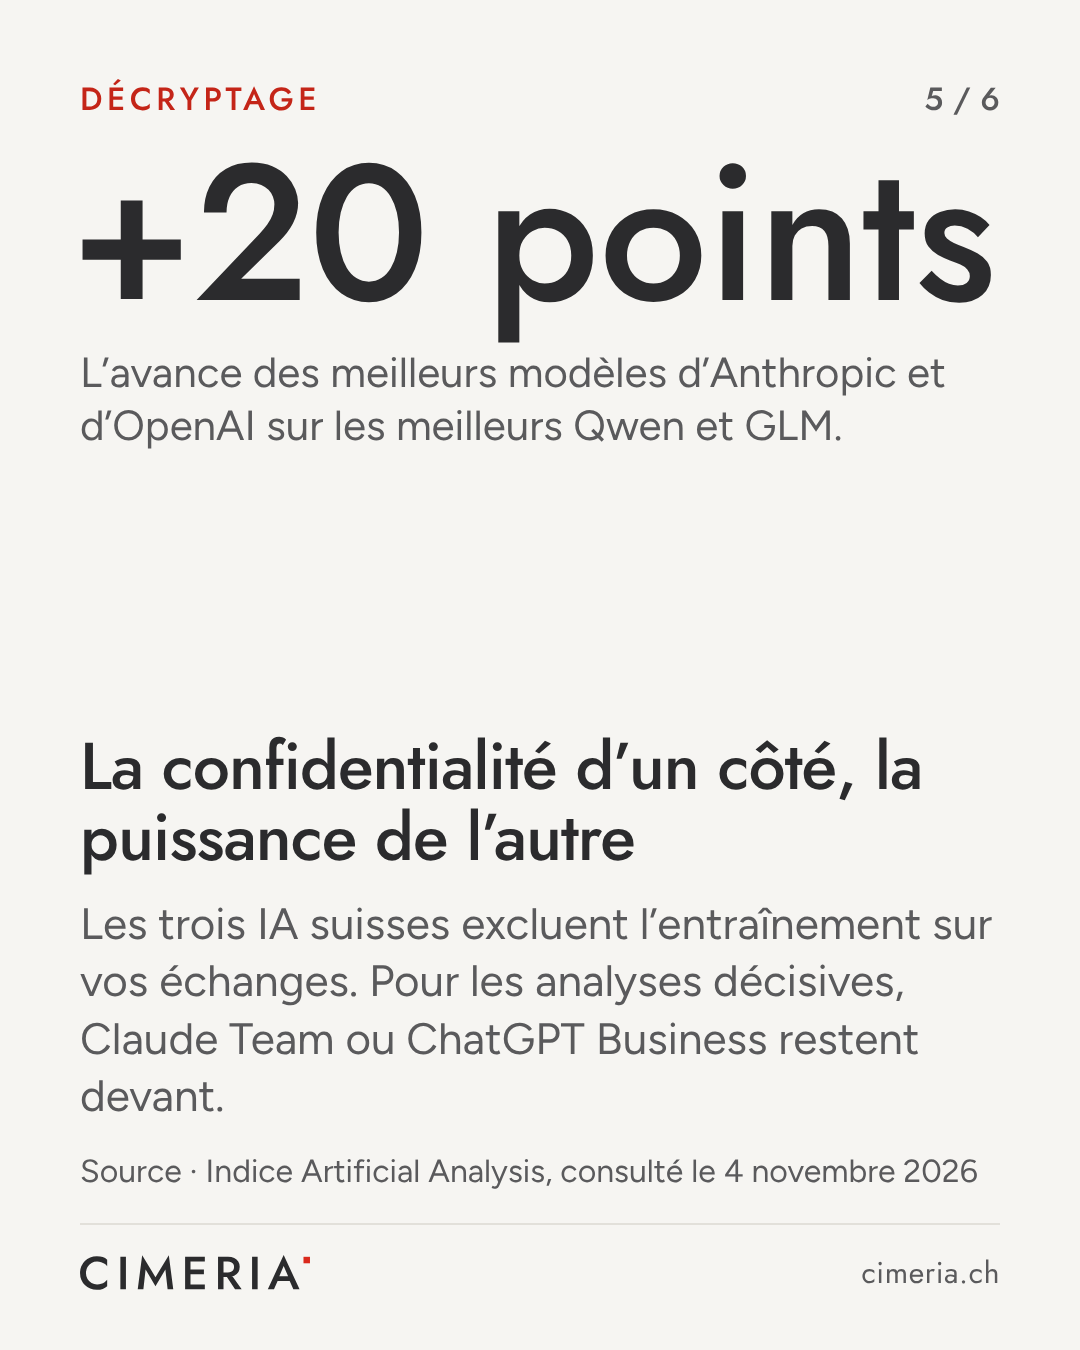 DÉCRYPTAGE
5 / 6
+20 points
L’avance des meilleurs modèles d’Anthropic et
d’OpenAI sur les meilleurs Qwen et GLM.
La confidentialité d’un côté, la
puissance de l’autre
Les trois IA suisses excluent l’entraînement sur
vos échanges. Pour les analyses décisives,
Claude Team ou ChatGPT Business restent
devant.
Source · Indice Artificial Analysis, consulté le 4 novembre 2026
CIMERIA
cimeria.ch